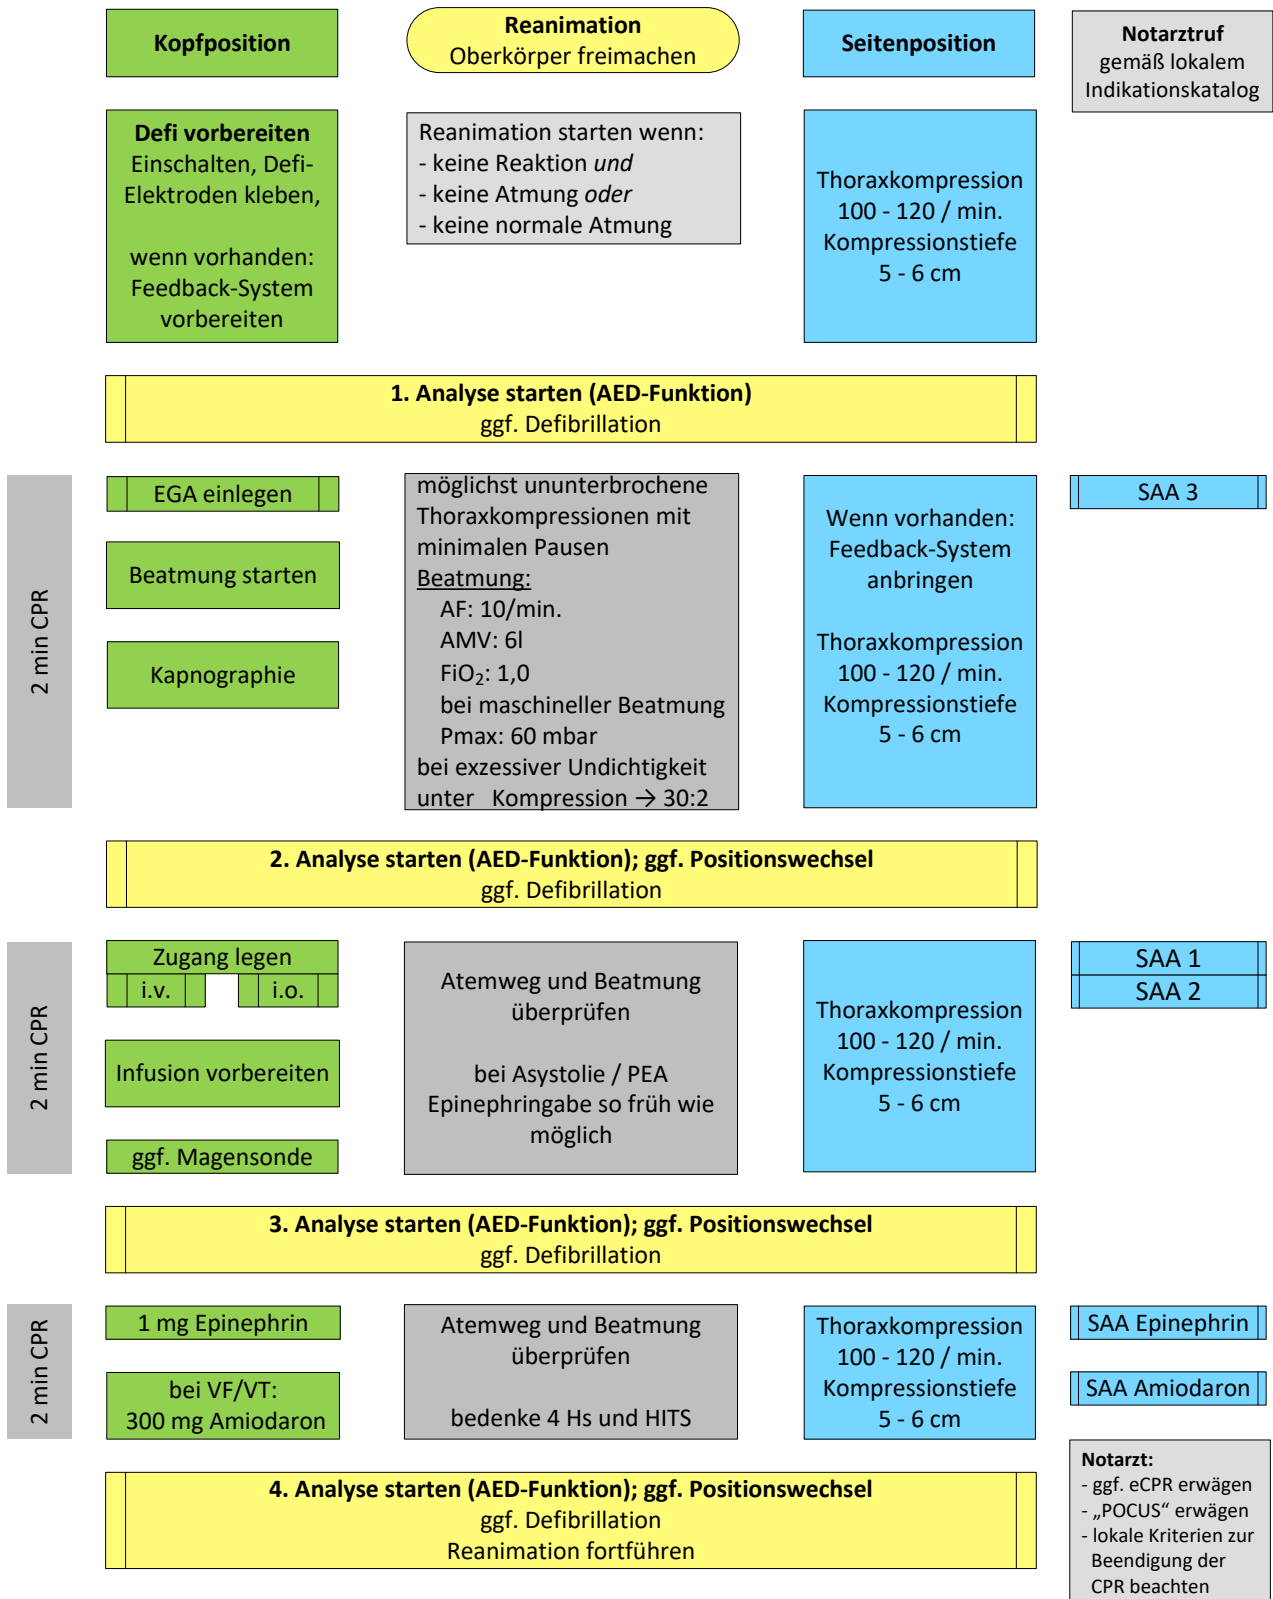 Kopfposition
Reanimation
Oberkörper freimachen
Seitenposition
Notarztruf
gemäß lokalem
Indikationskatalog
Defi vorbereiten
Einschalten, Defi-
Elektroden kleben,
wenn vorhanden:
Feedback-System
vorbereiten
Reanimation starten wenn:
- keine Reaktion und
- keine Atmung oder
- keine normale Atmung
Thoraxkompression
100 - 120 / min.
Kompressionstiefe
5 - 6 cm
1. Analyse starten (AED-Funktion)
ggf. Defibrillation
2 min CPR
EGA einlegen
Beatmung starten
Kapnographie
möglichst ununterbrochene
Thoraxkompressionen mit
minimalen Pausen
Beatmung:
AF: 10/min.
AMV: 6l
FiO₂: 1,0
bei maschineller Beatmung
Pmax: 60 mbar
bei exzessiver Undichtigkeit
unter Kompression → 30:2
Wenn vorhanden:
Feedback-System
anbringen
Thoraxkompression
100 - 120 / min.
Kompressionstiefe
5 - 6 cm
SAA 3
2. Analyse starten (AED-Funktion); ggf. Positionswechsel
ggf. Defibrillation
2 min CPR
Zugang legen
i.v. i.o.
Infusion vorbereiten
ggf. Magensonde
Atemweg und Beatmung
überprüfen
bei Asystolie / PEA
Epinephringabe so früh wie
möglich
Thoraxkompression
100 - 120 / min.
Kompressionstiefe
5 - 6 cm
SAA 1
SAA 2
3. Analyse starten (AED-Funktion); ggf. Positionswechsel
ggf. Defibrillation
2 min CPR
1 mg Epinephrin
bei VF/VT:
300 mg Amiodaron
Atemweg und Beatmung
überprüfen
bedenke 4 Hs und HITS
Thoraxkompression
100 - 120 / min.
Kompressionstiefe
5 - 6 cm
SAA Epinephrin
SAA Amiodaron
4. Analyse starten (AED-Funktion); ggf. Positionswechsel
ggf. Defibrillation
Reanimation fortführen
Notarzt:
- ggf. eCPR erwägen
- „POCUS“ erwägen
- lokale Kriterien zur
Beendigung der
CPR beachten